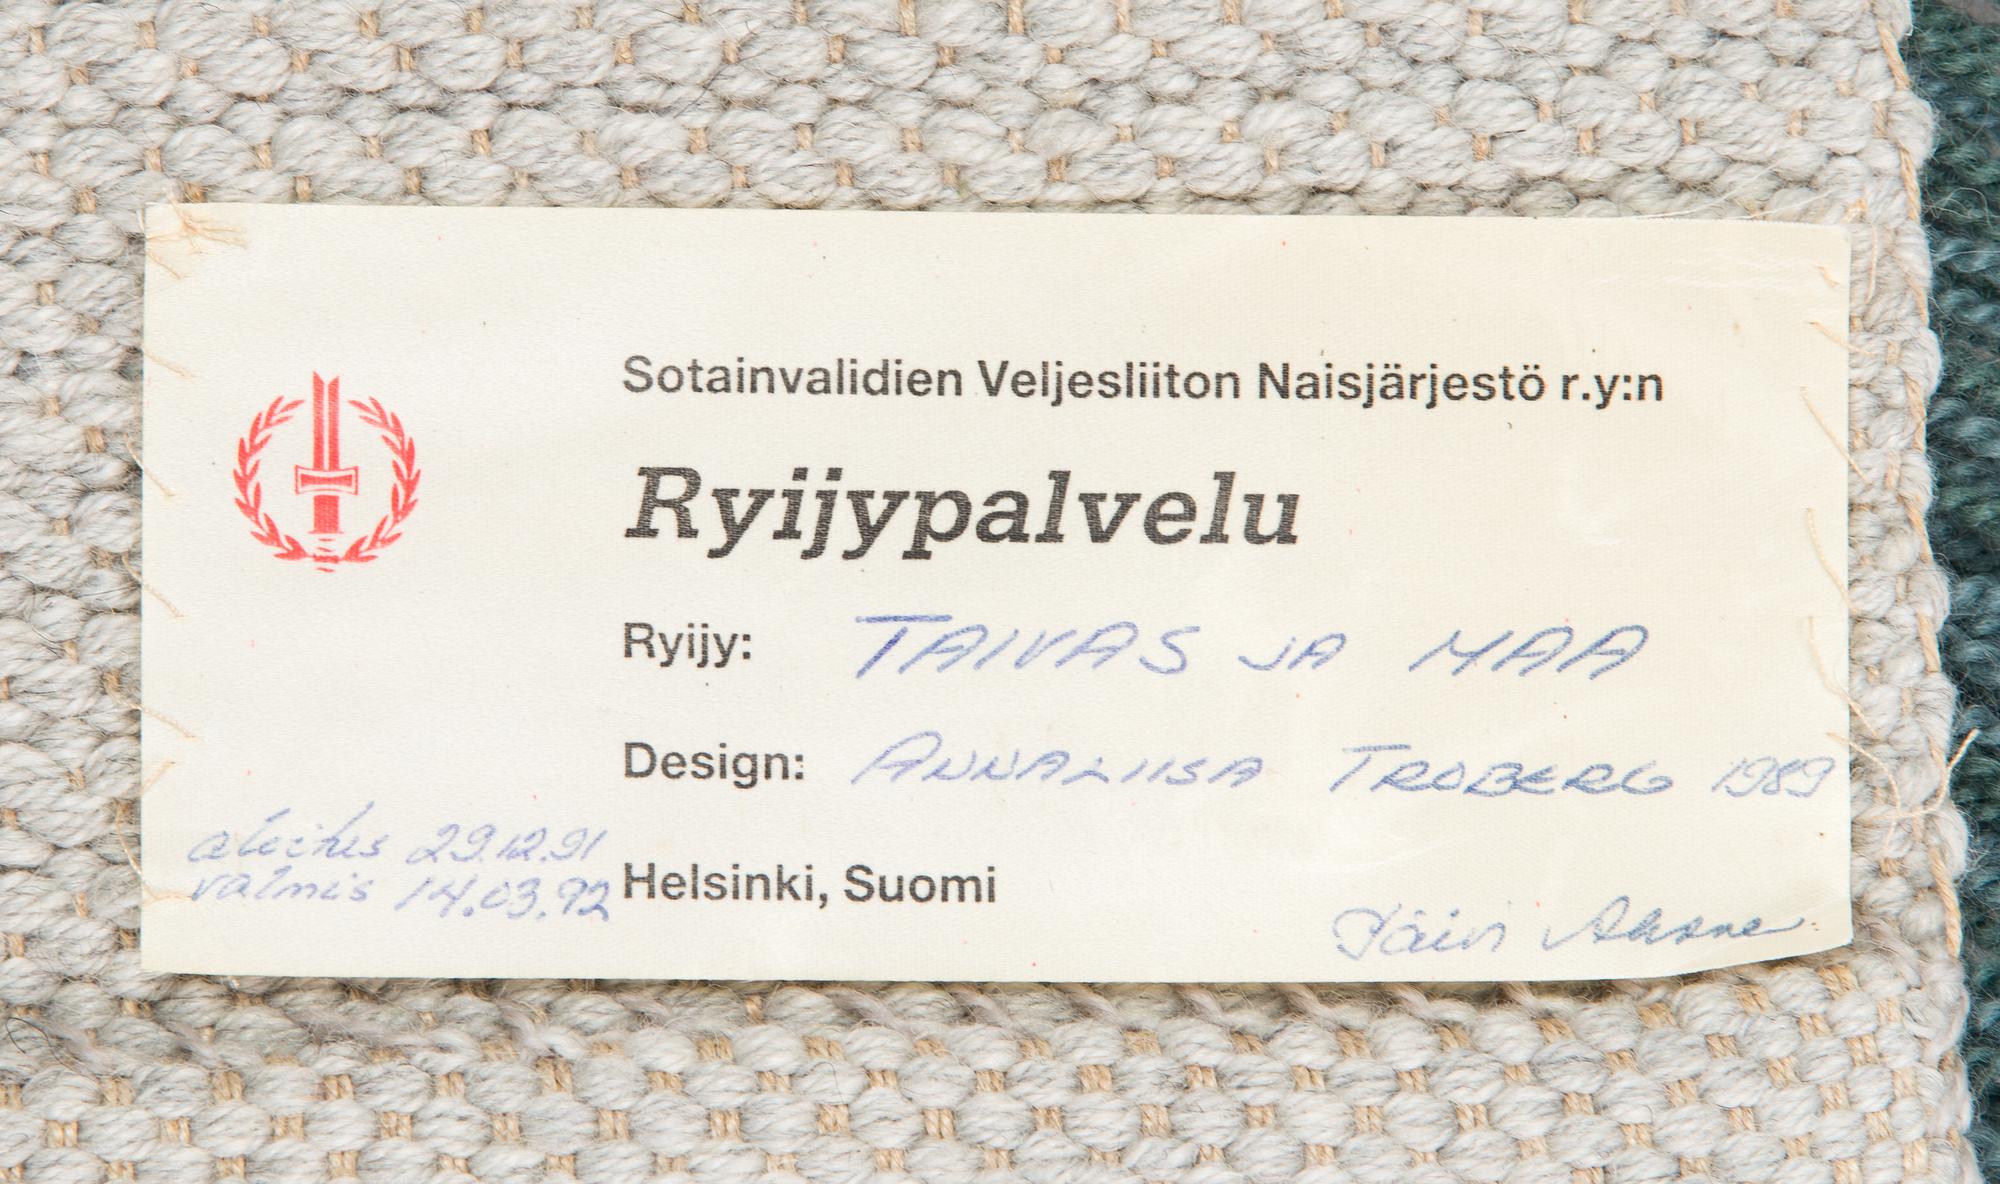 Sotainvalidien Veljesliiton Naisjärjestö r.y:n
Ryijypalvelu
Ryijy: TAIVAS JA MAA
Design: ANNALIISA TROBERG 1989
aloitus 29.12.91
valmis 14.03.92
Helsinki, Suomi
Päivi